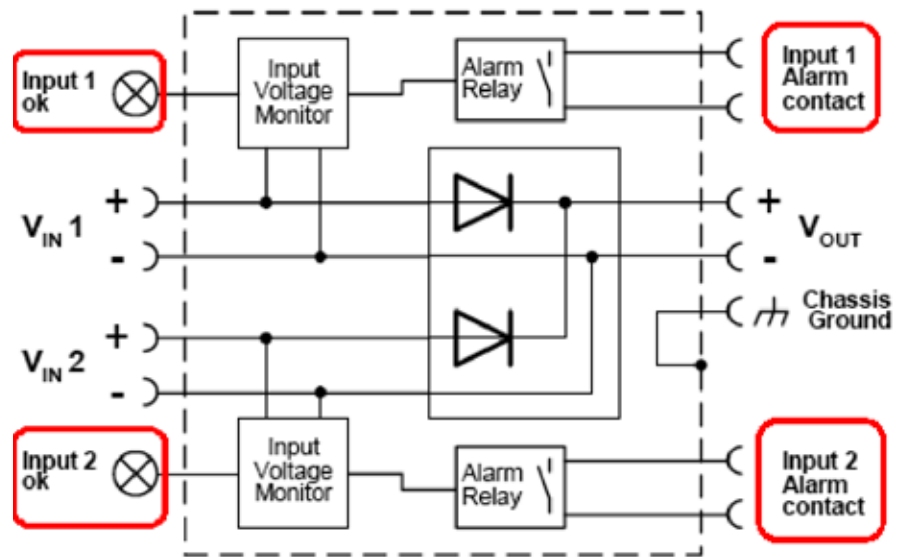 Input 1
ok
Input
Voltage
Monitor
Alarm
Relay
Input 1
Alarm
contact
+
V_IN 1
-
+
V_OUT
-
Chassis
Ground
+
V_IN 2
-
Input 2
ok
Input
Voltage
Monitor
Alarm
Relay
Input 2
Alarm
contact